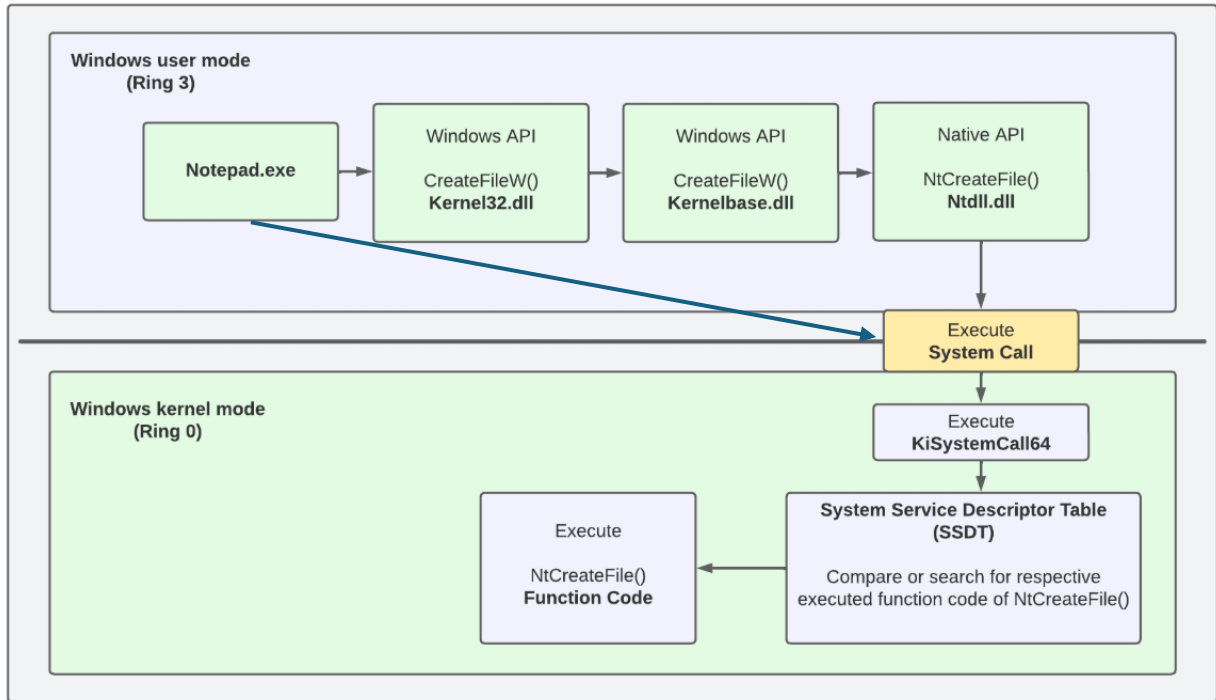 Windows user mode
(Ring 3)
Notepad.exe
Windows API
CreateFileW()
Kernel32.dll
Windows API
CreateFileW()
Kernelbase.dll
Native API
NtCreateFile()
Ntdll.dll
Execute
System Call
Windows kernel mode
(Ring 0)
Execute
KiSystemCall64
System Service Descriptor Table
(SSDT)
Compare or search for respective
executed function code of NtCreateFile()
Execute
NtCreateFile()
Function Code